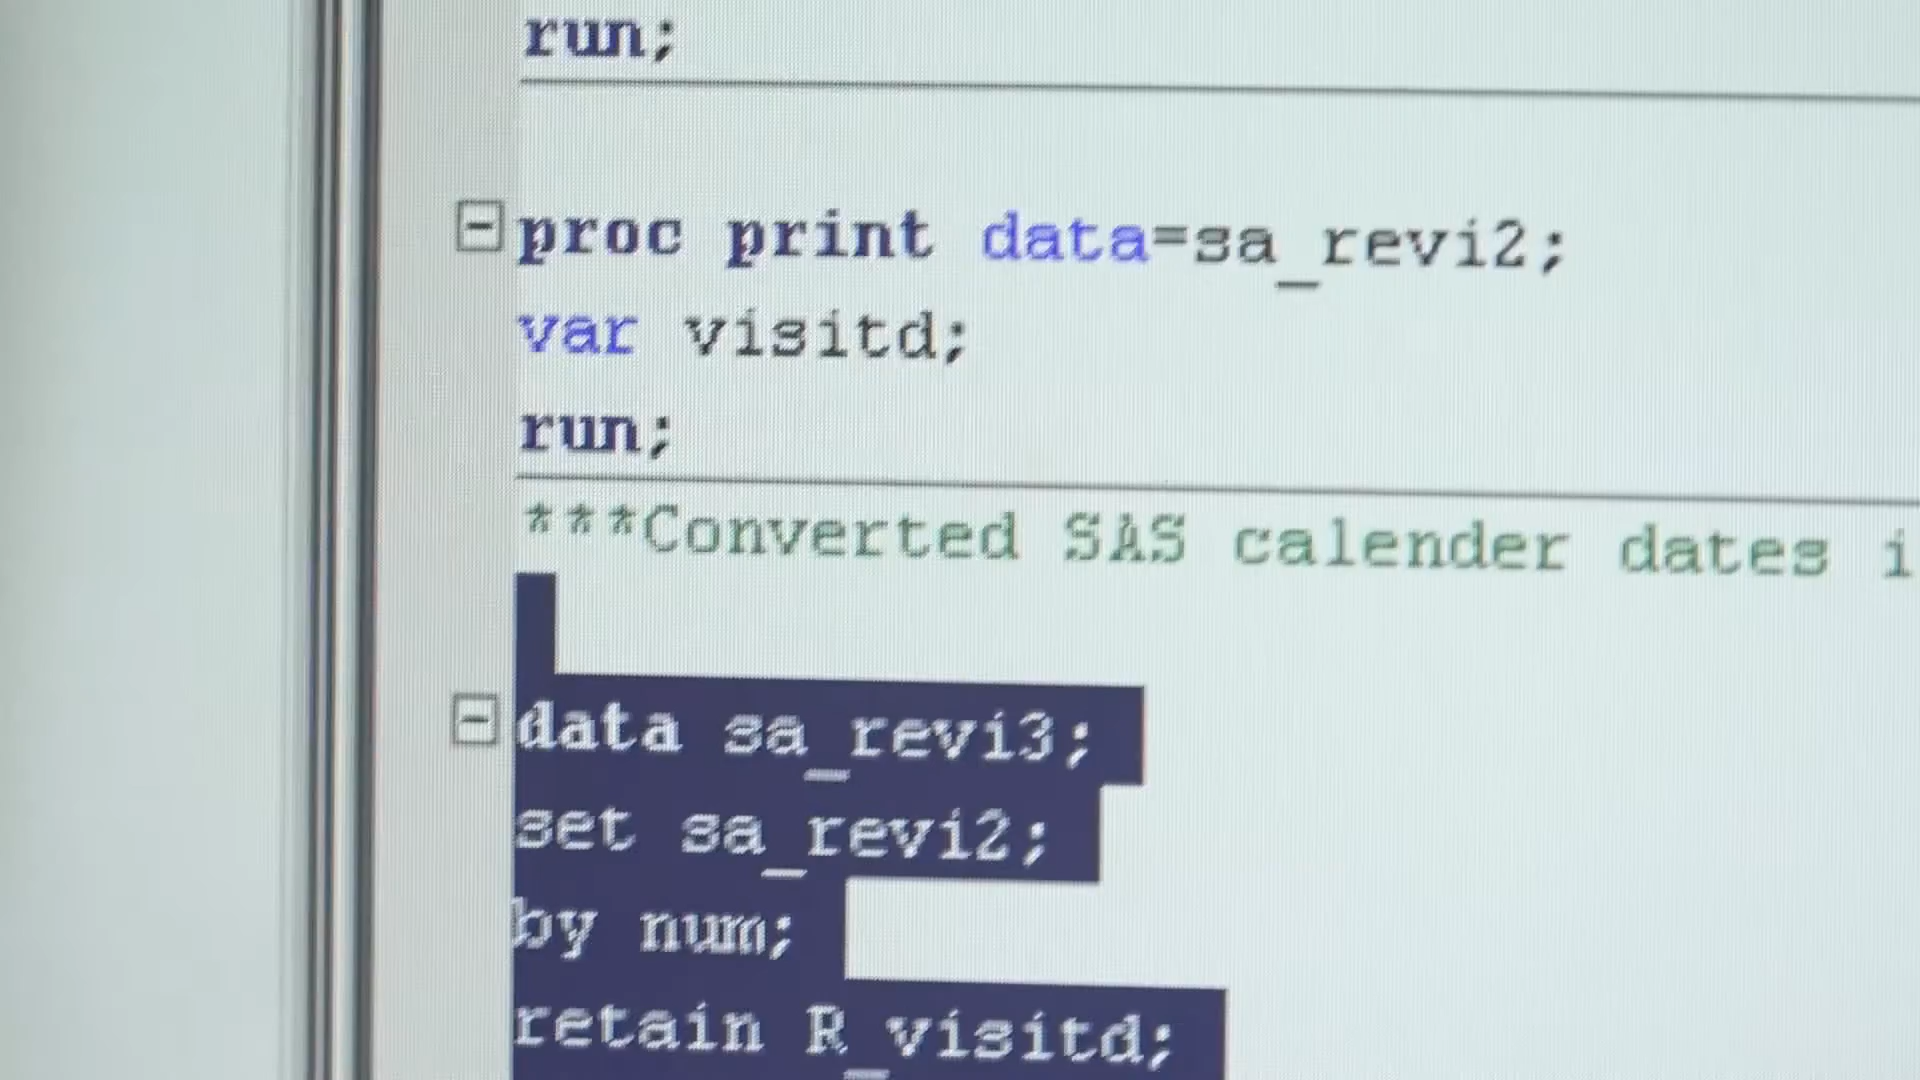 run;
proc print data=sa_revi2;
var visitd;
run;
***Converted SAS calender dates i
data sa_revi3;
set sa_revi2;
by num;
retain R_visitd;